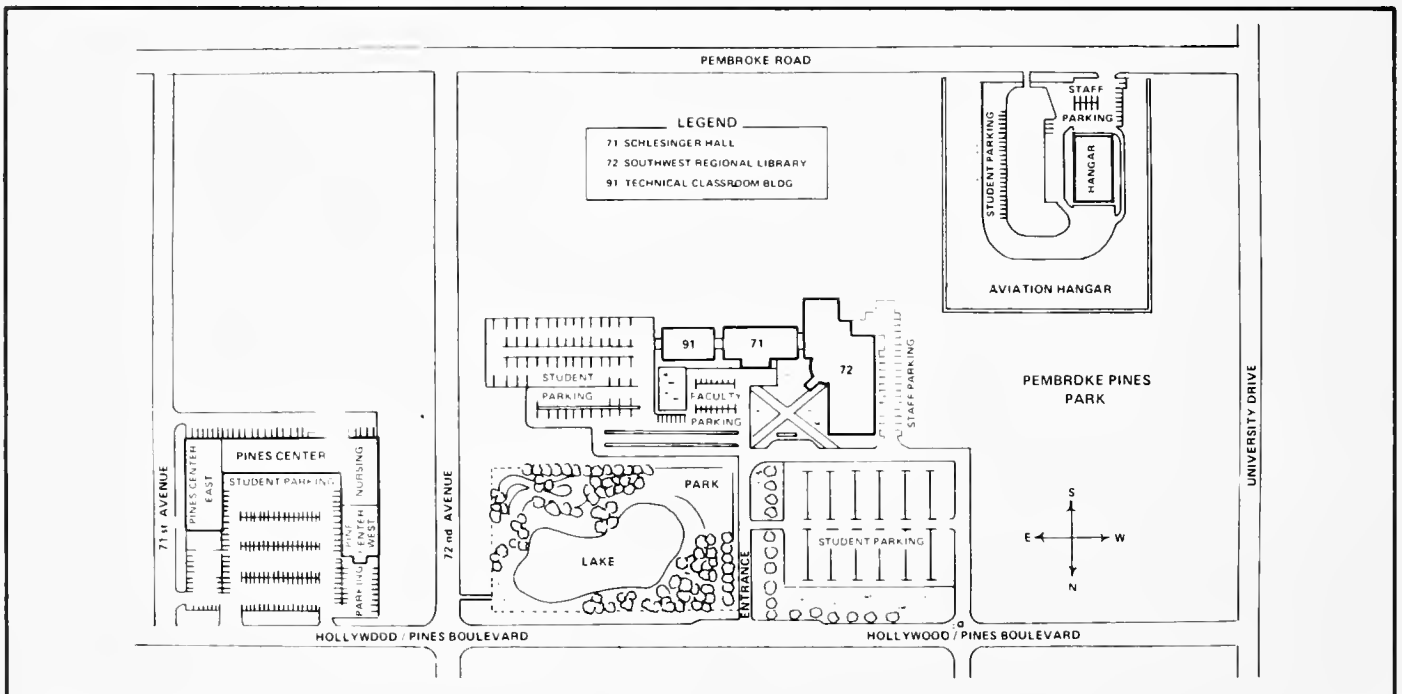 PEMBROKE ROAD
LEGEND
71 SCHLESINGER HALL
72 SOUTHWEST REGIONAL LIBRARY
91 TECHNICAL CLASSROOM BLDG
STAFF
PARKING
STUDENT PARKING
HANGAR
AVIATION HANGAR
91
71
72
STUDENT
PARKING
FACULTY
PARKING
STAFF PARKING
PEMBROKE PINES
PARK
UNIVERSITY DRIVE
71st AVENUE
PINES CENTER
EAST
PINES CENTER
STUDENT PARKING
NURSING
PINE
CENTER
WEST
PARKING
72nd AVENUE
PARK
LAKE
ENTRANCE
STUDENT PARKING
S
E
W
N
HOLLYWOOD / PINES BOULEVARD
HOLLYWOOD / PINES BOULEVARD